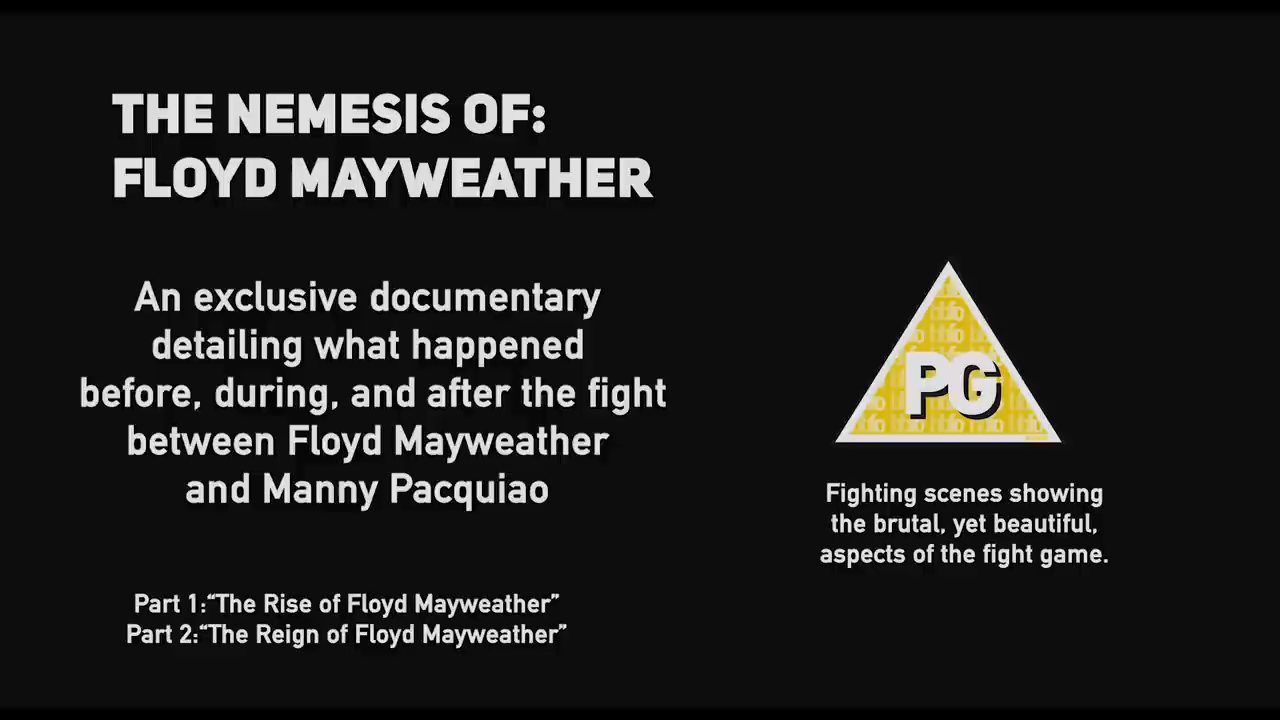 THE NEMESIS OF:
FLOYD MAYWEATHER
An exclusive documentary
detailing what happened
before, during, and after the fight
between Floyd Mayweather
and Manny Pacquiao
Part 1:“The Rise of Floyd Mayweather”
Part 2:“The Reign of Floyd Mayweather”
PG
Fighting scenes showing
the brutal, yet beautiful,
aspects of the fight game.